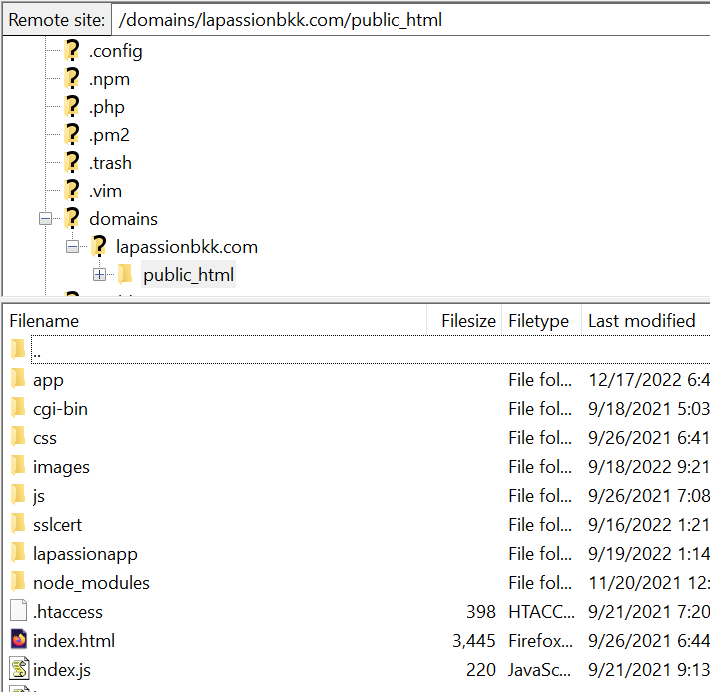 Remote site: /domains/lapassionbkk.com/public_html
.config
.npm
.php
.pm2
.trash
.vim
domains
lapassionbkk.com
public_html
Filename Filesize Filetype Last modified
..
app File fol... 12/17/2022 6:4
cgi-bin File fol... 9/18/2021 5:03
css File fol... 9/26/2021 6:41
images File fol... 9/18/2022 9:21
js File fol... 9/26/2021 7:08
sslcert File fol... 9/16/2022 1:21
lapassionapp File fol... 9/19/2022 1:14
node_modules File fol... 11/20/2021 12:
.htaccess 398 HTACC... 9/21/2021 7:20
index.html 3,445 Firefox... 9/26/2021 6:44
index.js 220 JavaSc... 9/21/2021 9:13